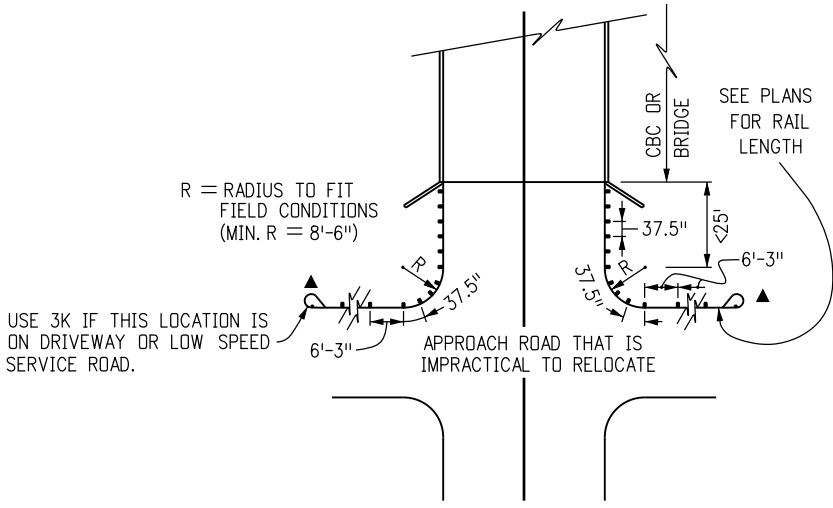 CBC OR
BRIDGE
SEE PLANS
FOR RAIL
LENGTH
R = RADIUS TO FIT
FIELD CONDITIONS
(MIN. R = 8'-6")
37.5"
<25'
R
R
6'-3"
37.5"
37.5"
USE 3K IF THIS LOCATION IS
ON DRIVEWAY OR LOW SPEED
SERVICE ROAD.
6'-3"
APPROACH ROAD THAT IS
IMPRACTICAL TO RELOCATE